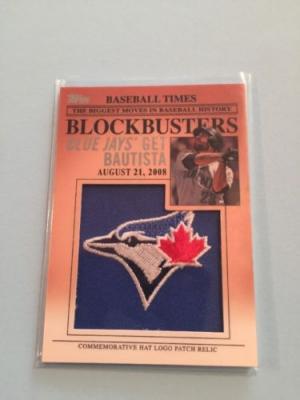 Topps
BASEBALL TIMES
THE BIGGEST MOVES IN BASEBALL HISTORY
BLOCKBUSTERS
BLUE JAYS' GET
BAUTISTA
AUGUST 21, 2008
COMMEMORATIVE HAT LOGO PATCH RELIC